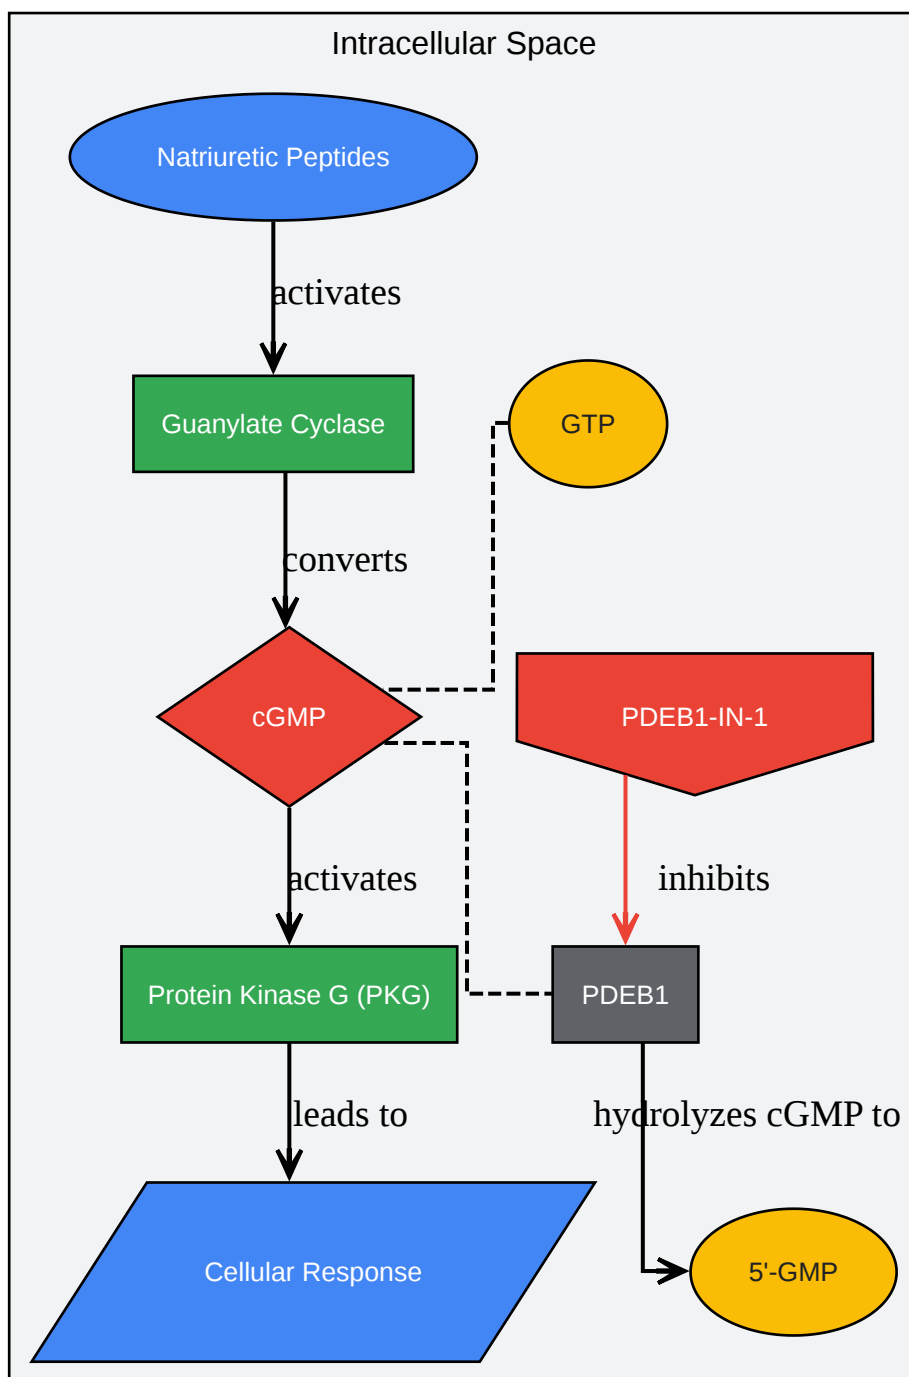 Intracellular Space
Natriuretic Peptides
activates
Guanylate Cyclase
GTP
converts
cGMP
PDEB1-IN-1
activates
inhibits
Protein Kinase G (PKG)
PDEB1
leads to
hydrolyzes cGMP to
Cellular Response
5'-GMP